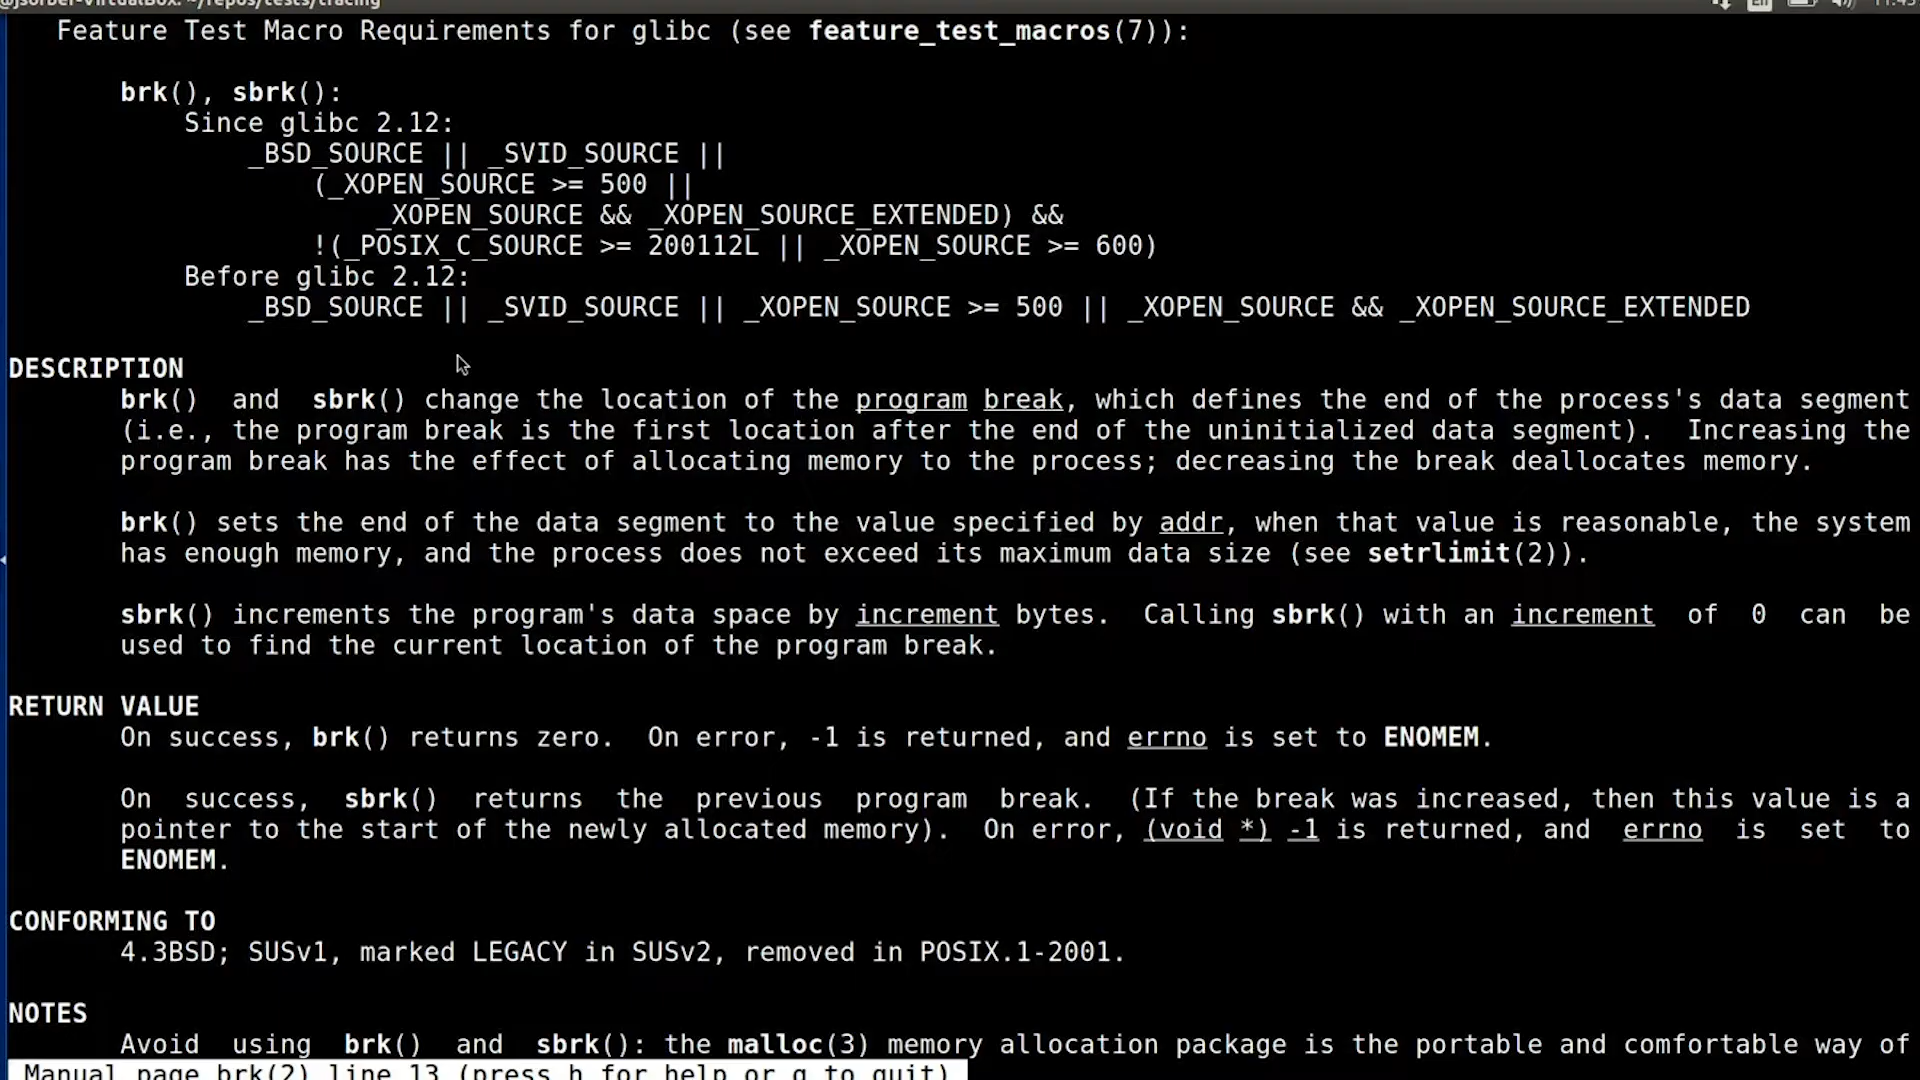 @jsorber-VirtualBox: ~/repos/tests/tracing
Feature Test Macro Requirements for glibc (see feature_test_macros(7)):
brk(), sbrk():
Since glibc 2.12:
_BSD_SOURCE || _SVID_SOURCE ||
(_XOPEN_SOURCE >= 500 ||
_XOPEN_SOURCE && _XOPEN_SOURCE_EXTENDED) &&
!(_POSIX_C_SOURCE >= 200112L || _XOPEN_SOURCE >= 600)
Before glibc 2.12:
_BSD_SOURCE || _SVID_SOURCE || _XOPEN_SOURCE >= 500 || _XOPEN_SOURCE && _XOPEN_SOURCE_EXTENDED
DESCRIPTION
brk() and sbrk() change the location of the program break, which defines the end of the process's data segment
(i.e., the program break is the first location after the end of the uninitialized data segment). Increasing the
program break has the effect of allocating memory to the process; decreasing the break deallocates memory.
brk() sets the end of the data segment to the value specified by addr, when that value is reasonable, the system
has enough memory, and the process does not exceed its maximum data size (see setrlimit(2)).
sbrk() increments the program's data space by increment bytes. Calling sbrk() with an increment of 0 can be
used to find the current location of the program break.
RETURN VALUE
On success, brk() returns zero. On error, -1 is returned, and errno is set to ENOMEM.
On success, sbrk() returns the previous program break. (If the break was increased, then this value is a
pointer to the start of the newly allocated memory). On error, (void *) -1 is returned, and errno is set to
ENOMEM.
CONFORMING TO
4.3BSD; SUSv1, marked LEGACY in SUSv2, removed in POSIX.1-2001.
NOTES
Avoid using brk() and sbrk(): the malloc(3) memory allocation package is the portable and comfortable way of
Manual page brk(2) line 13 (press h for help or q to quit)